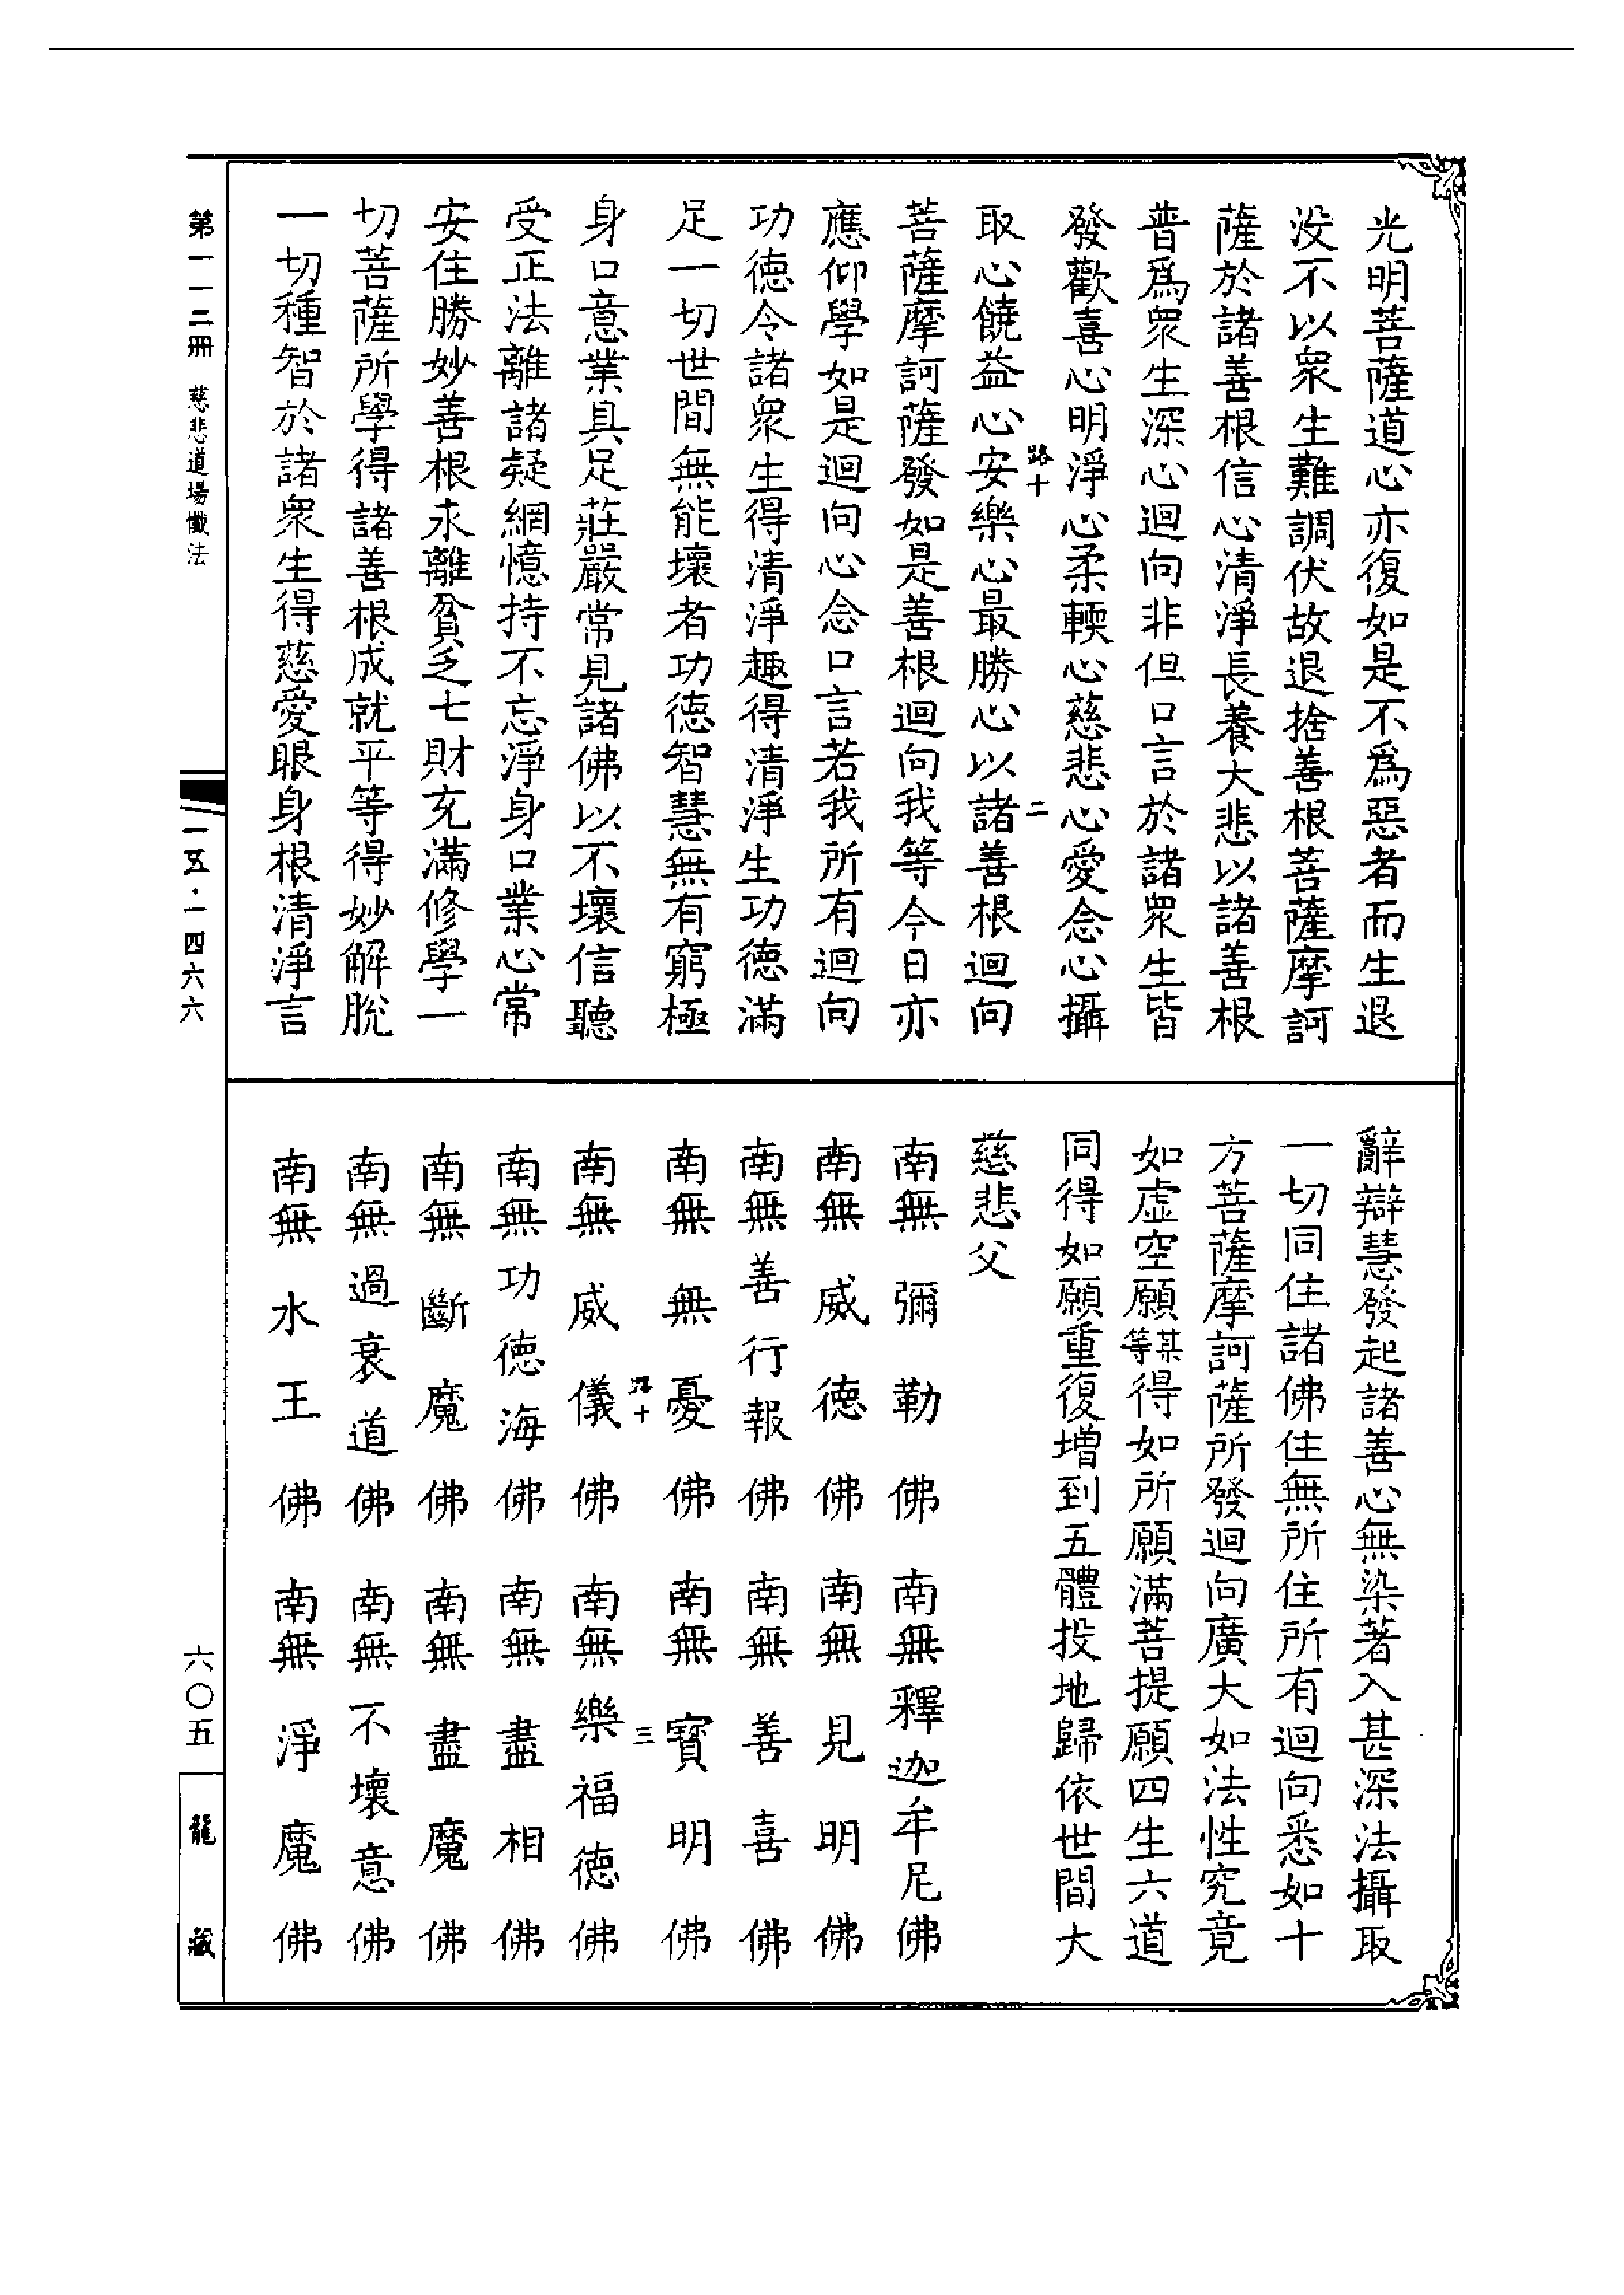 光明菩薩道心亦復如是不爲惡者而生退
没不以衆生難調伏故退捨善根菩薩摩訶
薩於諸善根信心清淨長養大悲以諸善根
普爲衆生深心迴向非但口言於諸衆生皆
發歡喜心明淨心柔輭心慈悲心愛念心攝
路十 二
取心饒益心安樂心最勝心以諸善根迴向
菩薩摩訶薩發如是善根迴向我等今日亦
應仰學如是迴向心念口言若我所有迴向
功德令諸衆生得清淨趣得清淨生功德滿
足一切世間無能壞者功德智慧無有窮極
身口意業具足莊嚴常見諸佛以不壞信聽
受正法離諸疑網憶持不忘淨身口業心常
安住勝妙善根永離貧乏七財充滿修學一
切菩薩所學得諸善根成就平等得妙解脫
一切種智於諸衆生得慈愛眼身根清淨言
辭辯慧發起諸善心無染著入甚深法攝取
一切同住諸佛住無所住所有迴向悉如十
方菩薩摩訶薩所發迴向廣大如法性究竟
如虛空願某等得如所願滿菩提願四生六道
同得如願重復增到五體投地歸依世間大
慈悲父
南無彌勒佛 南無釋迦牟尼佛
南無威德佛 南無見明佛
南無善行報佛 南無善喜佛
南無無憂佛 南無寶明佛
路十 三
南無威儀佛 南無樂福德佛
南無功德海佛 南無盡相佛
南無斷魔佛 南無盡魔佛
南無過衰道佛 南無不壞意佛
南無水王佛 南無淨魔佛
第一一二冊 慈悲道場懺法
一五·一四六六
六〇五
龍藏